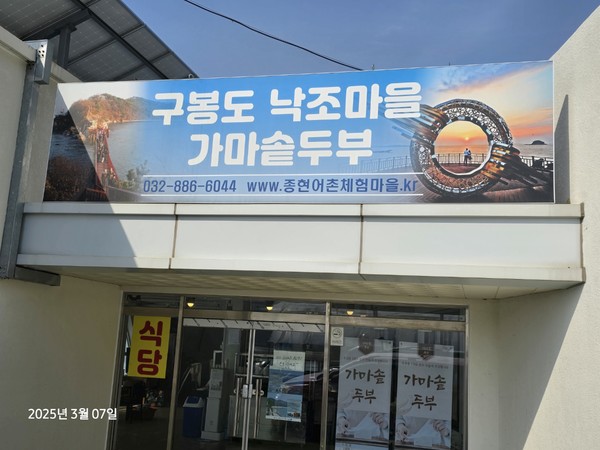 구봉도 낙조마을
가마솥두부
032-886-6044 www.종현어촌체험마을.kr
식당
가마솥
두부
가마솥
두부
2025년 3월 07일